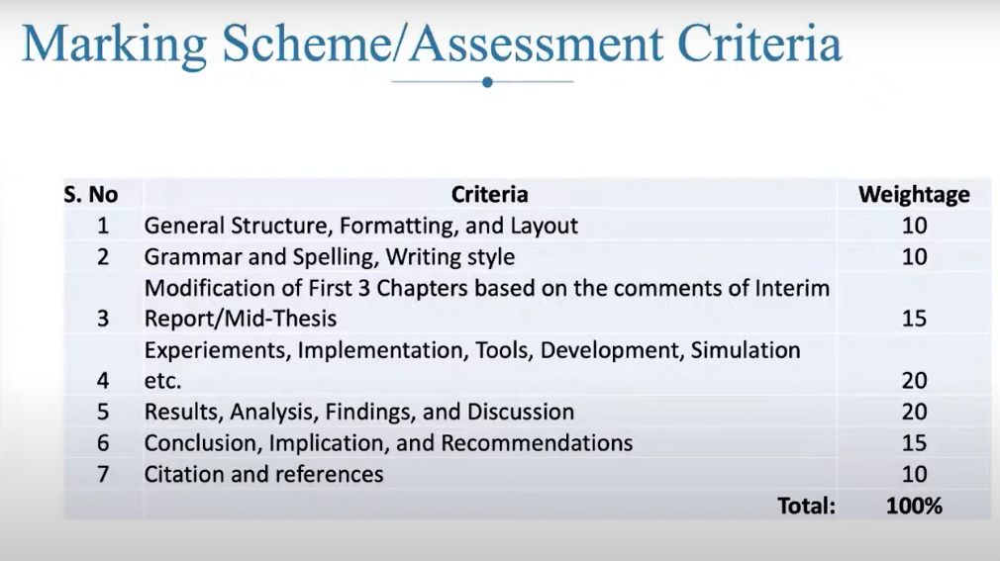 Marking Scheme/Assessment Criteria
S. No Criteria Weightage
1 General Structure, Formatting, and Layout 10
2 Grammar and Spelling, Writing style 10
Modification of First 3 Chapters based on the comments of Interim
3 Report/Mid-Thesis 15
Experiements, Implementation, Tools, Development, Simulation
4 etc. 20
5 Results, Analysis, Findings, and Discussion 20
6 Conclusion, Implication, and Recommendations 15
7 Citation and references 10
Total: 100%